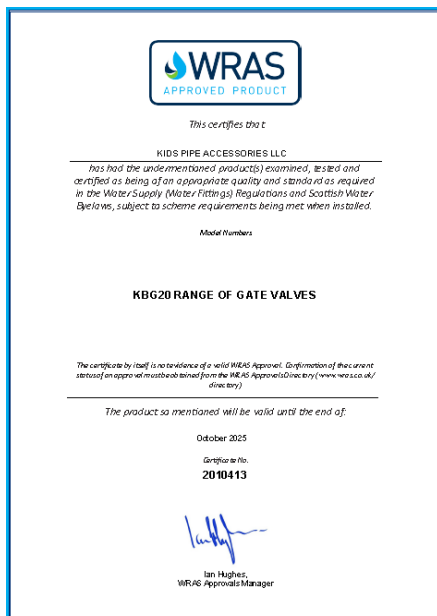 WRAS
APPROVED PRODUCT
This certifies that
KIDS PIPE ACCESSORIES LLC
has had the undermentioned product(s) examined, tested and
certified as being of an appropriate quality and standard as required
in the Water Supply (Water Fittings) Regulations and Scottish Water
Byelaws, subject to scheme requirements being met when installed.
Model Numbers
KBG20 RANGE OF GATE VALVES
The certificate by itself is not evidence of a valid WRAS Approval. Confirmation of the current
status of an approval must be obtained from the WRAS Approvals Directory (www.wras.co.uk/
directory)
The product so mentioned will be valid until the end of:
October 2025
Certificate No.
2010413
Ian Hughes,
WRAS Approvals Manager